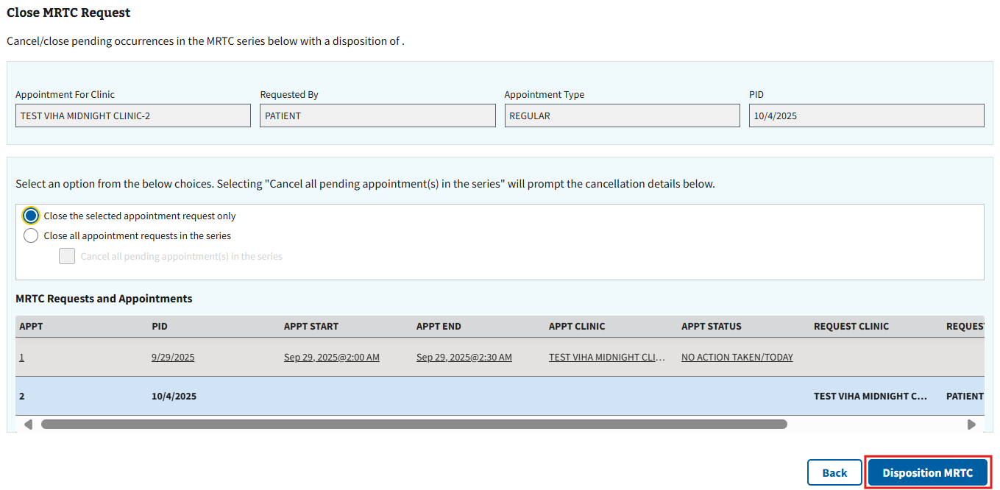 Close MRTC Request
Cancel/close pending occurrences in the MRTC series below with a disposition of .
Appointment For Clinic Requested By Appointment Type PID
TEST VIHA MIDNIGHT CLINIC-2 PATIENT REGULAR 10/4/2025
Select an option from the below choices. Selecting "Cancel all pending appointment(s) in the series" will prompt the cancellation details below.
Close the selected appointment request only
Close all appointment requests in the series
Cancel all pending appointment(s) in the series
MRTC Requests and Appointments
APPT PID APPT START APPT END APPT CLINIC APPT STATUS REQUEST CLINIC REQUES
1 9/29/2025 Sep 29, 2025@2:00 AM Sep 29, 2025@2:30 AM TEST VIHA MIDNIGHT CLI... NO ACTION TAKEN/TODAY
2 10/4/2025 TEST VIHA MIDNIGHT C... PATIENT
Back Disposition MRTC